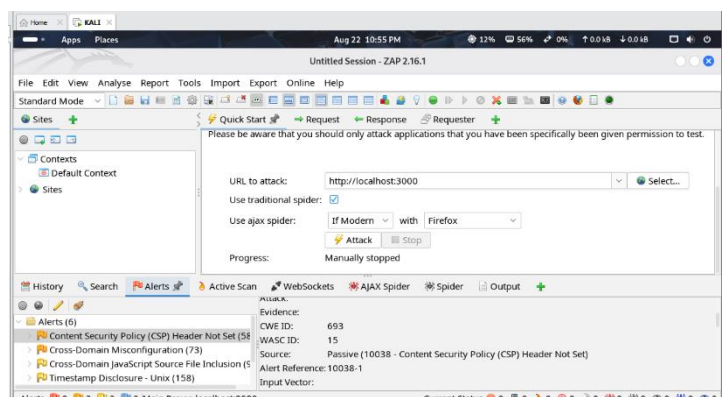 Home KALI
Apps Places Aug 22 10:55 PM 12% 56% 0% 0.0 kB 0.0 kB
Untitled Session - ZAP 2.16.1
File Edit View Analyse Report Tools Import Export Online Help
Standard Mode
Sites Quick Start Request Response Requester
Please be aware that you should only attack applications that you have been specifically been given permission to test.
Contexts
Default Context
Sites
URL to attack: http://localhost:3000 Select...
Use traditional spider:
Use ajax spider: If Modern with Firefox
Attack Stop
Progress: Manually stopped
History Search Alerts Active Scan WebSockets AJAX Spider Spider Output
Attack:
Evidence:
Alerts (6)
Content Security Policy (CSP) Header Not Set (58
Cross-Domain Misconfiguration (73)
Cross-Domain JavaScript Source File Inclusion (9
Timestamp Disclosure - Unix (158)
CWE ID: 693
WASC ID: 15
Source: Passive (10038 - Content Security Policy (CSP) Header Not Set)
Alert Reference: 10038-1
Input Vector: